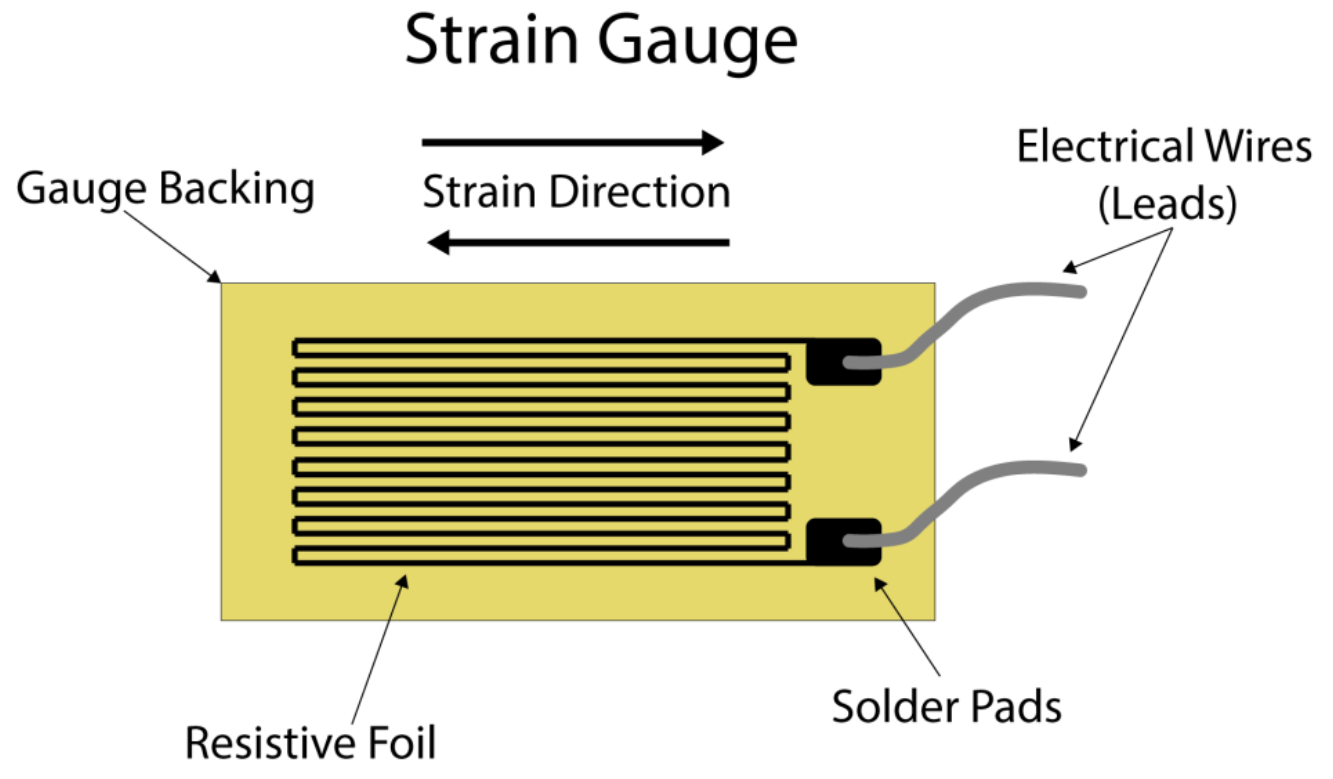 Strain Gauge
Electrical Wires
(Leads)
Gauge Backing
Strain Direction
Solder Pads
Resistive Foil